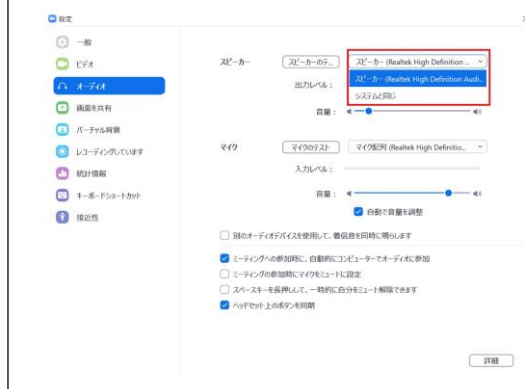 設定
一般
ビデオ
オーディオ
画面を共有
バーチャル背景
レコーディングしています
統計情報
キーボードショートカット
接近性
スピーカー
スピーカーのテ...
スピーカー (Realtek High Definition ...
スピーカー (Realtek High Definition Audi...
システムと同じ
出力レベル：
音量：
マイク
マイクのテスト
マイク配列 (Realtek High Definitio...
入力レベル：
音量：
自動で音量を調整
別のオーディオデバイスを使用して、着信音を同時に鳴らします
ミーティングへの参加時に、自動的にコンピューターでオーディオに参加
ミーティングの参加時にマイクをミュートに設定
スペースキーを長押しして、一時的に自分をミュート解除できます
ヘッドセット上のボタンを同期
詳細